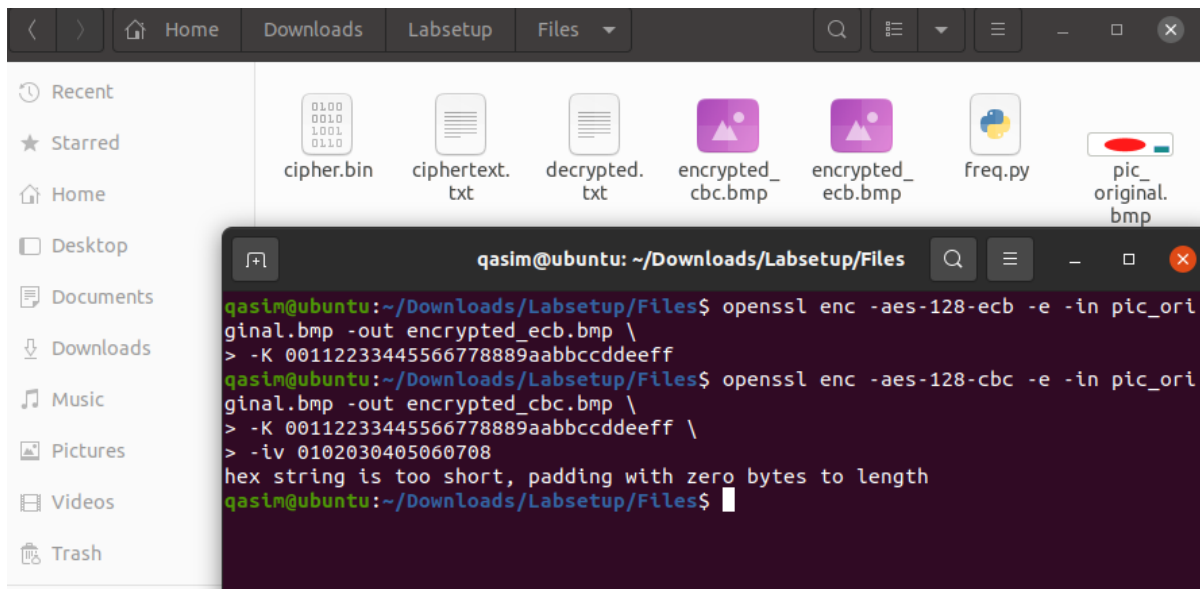 Home Downloads Labsetup Files
Recent
Starred
Home
Desktop
Documents
Downloads
Music
Pictures
Videos
Trash
0100
0010
1001
0110
cipher.bin
ciphertext.
txt
decrypted.
txt
encrypted_
cbc.bmp
encrypted_
ecb.bmp
freq.py
pic_
original.
bmp
qasim@ubuntu: ~/Downloads/Labsetup/Files
qasim@ubuntu:~/Downloads/Labsetup/Files$ openssl enc -aes-128-ecb -e -in pic_ori
ginal.bmp -out encrypted_ecb.bmp \
> -K 00112233445566778889aabbccddeeff
qasim@ubuntu:~/Downloads/Labsetup/Files$ openssl enc -aes-128-cbc -e -in pic_ori
ginal.bmp -out encrypted_cbc.bmp \
> -K 00112233445566778889aabbccddeeff \
> -iv 0102030405060708
hex string is too short, padding with zero bytes to length
qasim@ubuntu:~/Downloads/Labsetup/Files$